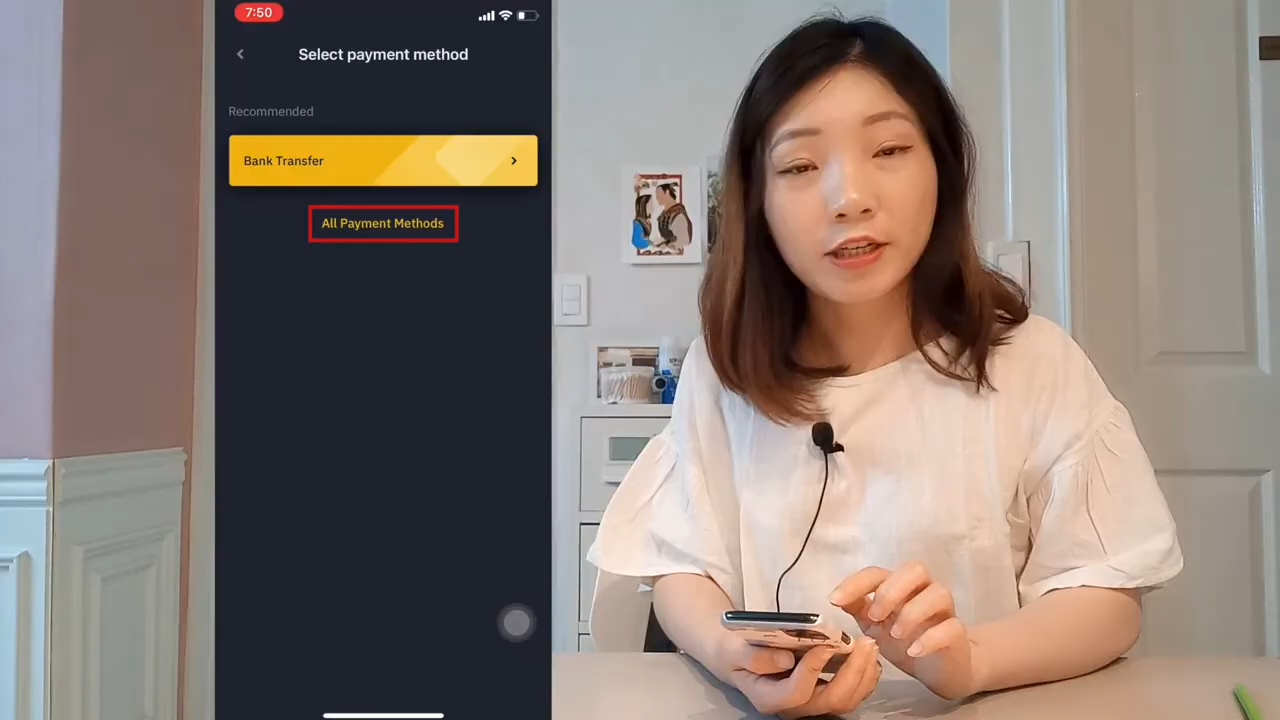 7:50
Select payment method
Recommended
Bank Transfer
All Payment Methods